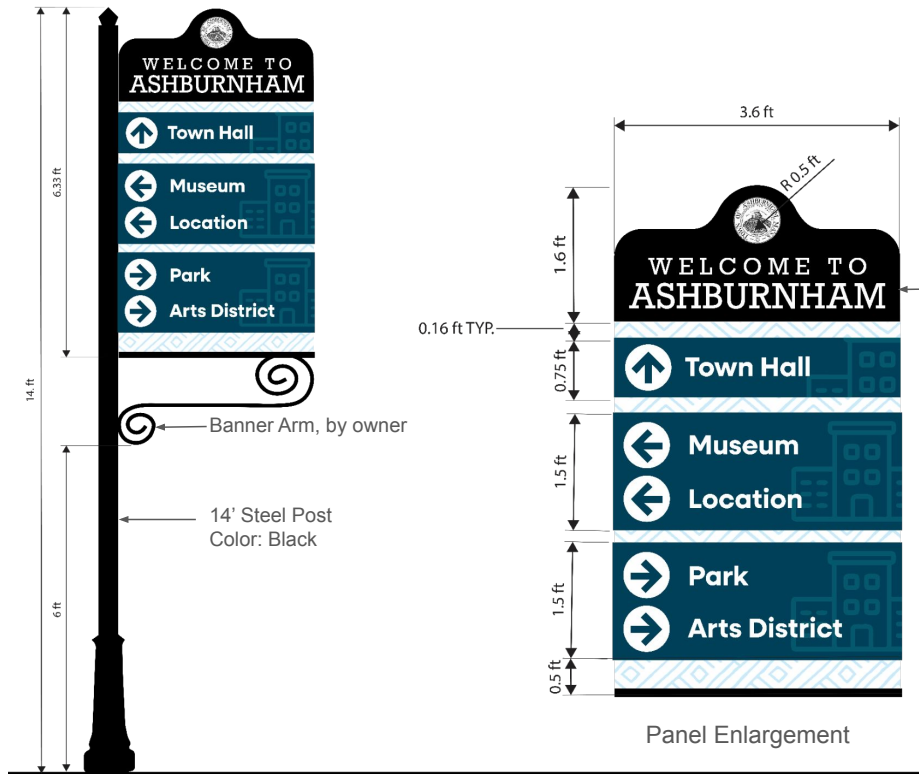 WELCOME TO
ASHBURNHAM
Town Hall
Museum
Location
Park
Arts District
6.33 ft
14. ft
6 ft
Banner Arm, by owner
14’ Steel Post
Color: Black
3.6 ft
R 0.5 ft
1.6 ft
WELCOME TO
ASHBURNHAM
0.16 ft TYP.
0.75 ft
Town Hall
1.5 ft
Museum
Location
1.5 ft
Park
Arts District
0.5 ft
Panel Enlargement